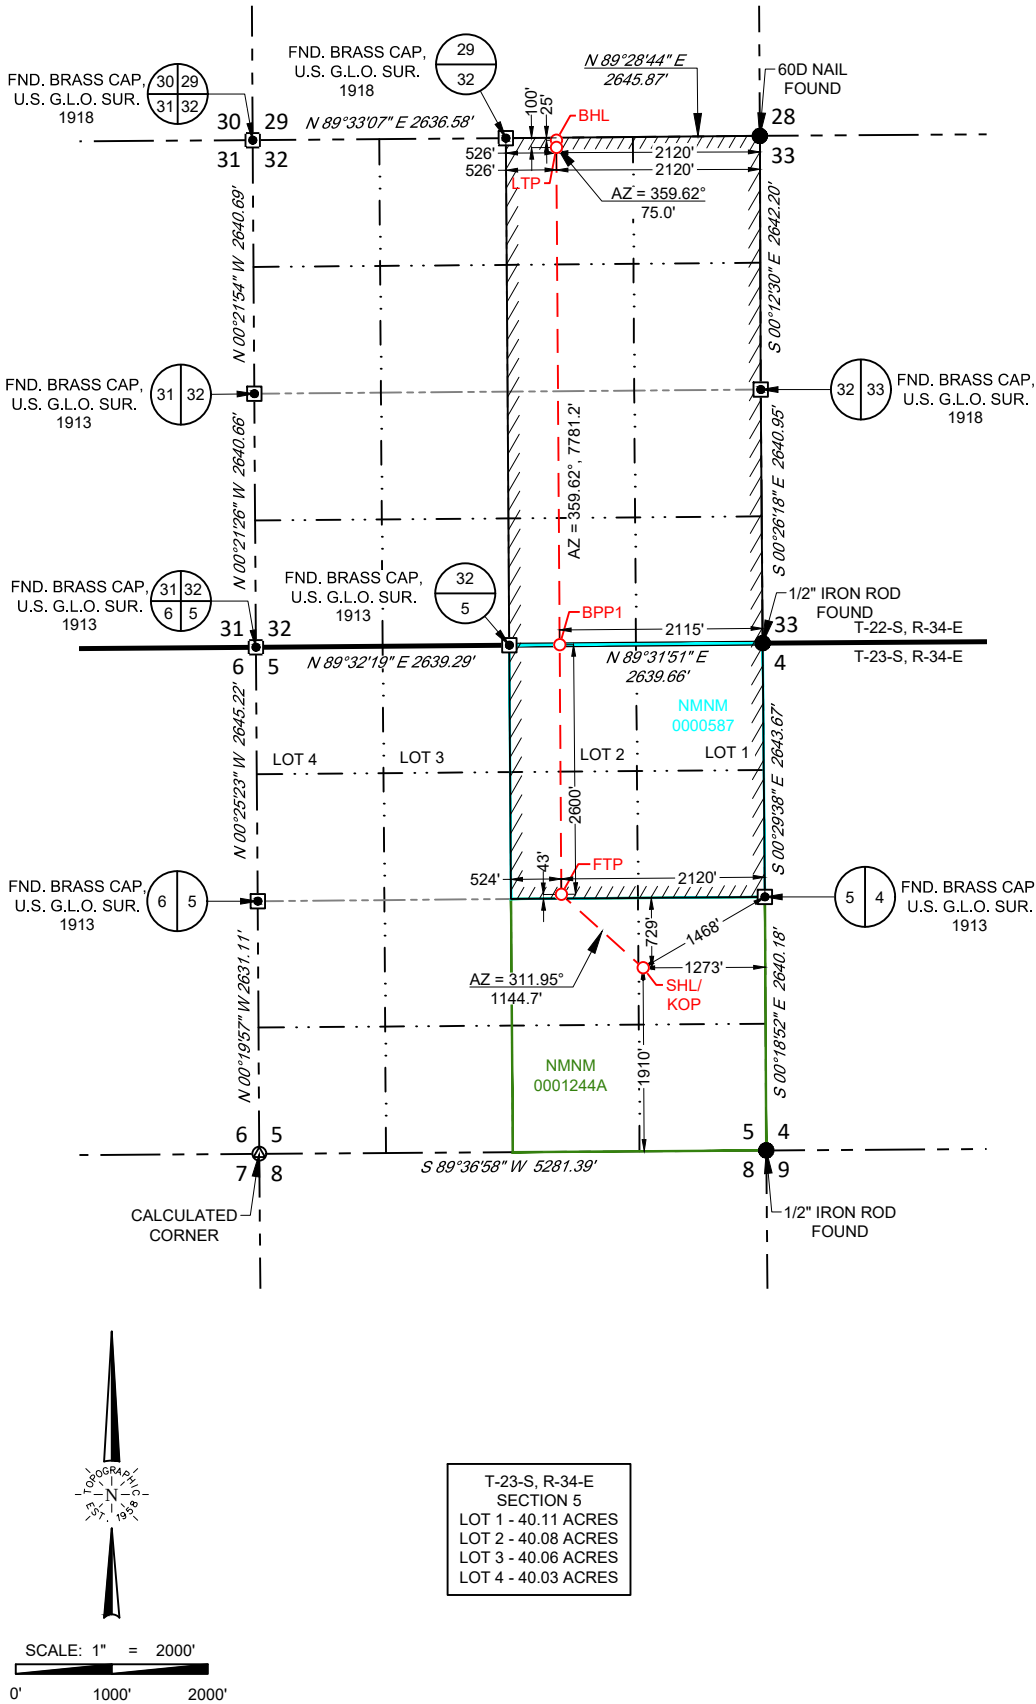 FND. BRASS CAP,
U.S. G.L.O. SUR.
1918
30 29
31 32
FND. BRASS CAP,
U.S. G.L.O. SUR.
1918
29
32
N 89°28'44" E
2645.87'
60D NAIL
FOUND
30 29
31 32
N 89°33'07" E 2636.58'
100'
25'
BHL
28
33
526'
2120'
526'
2120'
LTP
AZ = 359.62°
75.0'
N 00°21'54" W 2640.69'
S 00°12'30" E 2642.20'
FND. BRASS CAP,
U.S. G.L.O. SUR.
1913
31 32
32 33
FND. BRASS CAP,
U.S. G.L.O. SUR.
1918
N 00°21'26" W 2640.66'
AZ = 359.62°, 7781.2'
S 00°26'18" E 2640.95'
FND. BRASS CAP,
U.S. G.L.O. SUR.
1913
31 32
6 5
FND. BRASS CAP,
U.S. G.L.O. SUR.
1913
32
5
1/2" IRON ROD
FOUND
BPP1
2115'
31 32
6 5
33
4
T-22-S, R-34-E
T-23-S, R-34-E
N 89°32'19" E 2639.29'
N 89°31'51" E
2639.66'
NMNM
0000587
N 00°25'23" W 2645.22'
LOT 4
LOT 3
LOT 2
LOT 1
2600'
S 00°29'38" E 2643.67'
FND. BRASS CAP,
U.S. G.L.O. SUR.
1913
6 5
43'
FTP
524'
2120'
5 4
FND. BRASS CAP,
U.S. G.L.O. SUR.
1913
729'
1468'
1273'
AZ = 311.95°
1144.7'
SHL/
KOP
N 00°19'57" W 2631.11'
S 00°18'52" E 2640.18'
NMNM
0001244A
1910'
6 5
7 8
5 4
8 9
S 89°36'58" W 5281.39'
CALCULATED
CORNER
1/2" IRON ROD
FOUND
TOPOGRAPHIC
N
EST. 1958
T-23-S, R-34-E
SECTION 5
LOT 1 - 40.11 ACRES
LOT 2 - 40.08 ACRES
LOT 3 - 40.06 ACRES
LOT 4 - 40.03 ACRES
SCALE: 1" = 2000'
0' 1000' 2000'